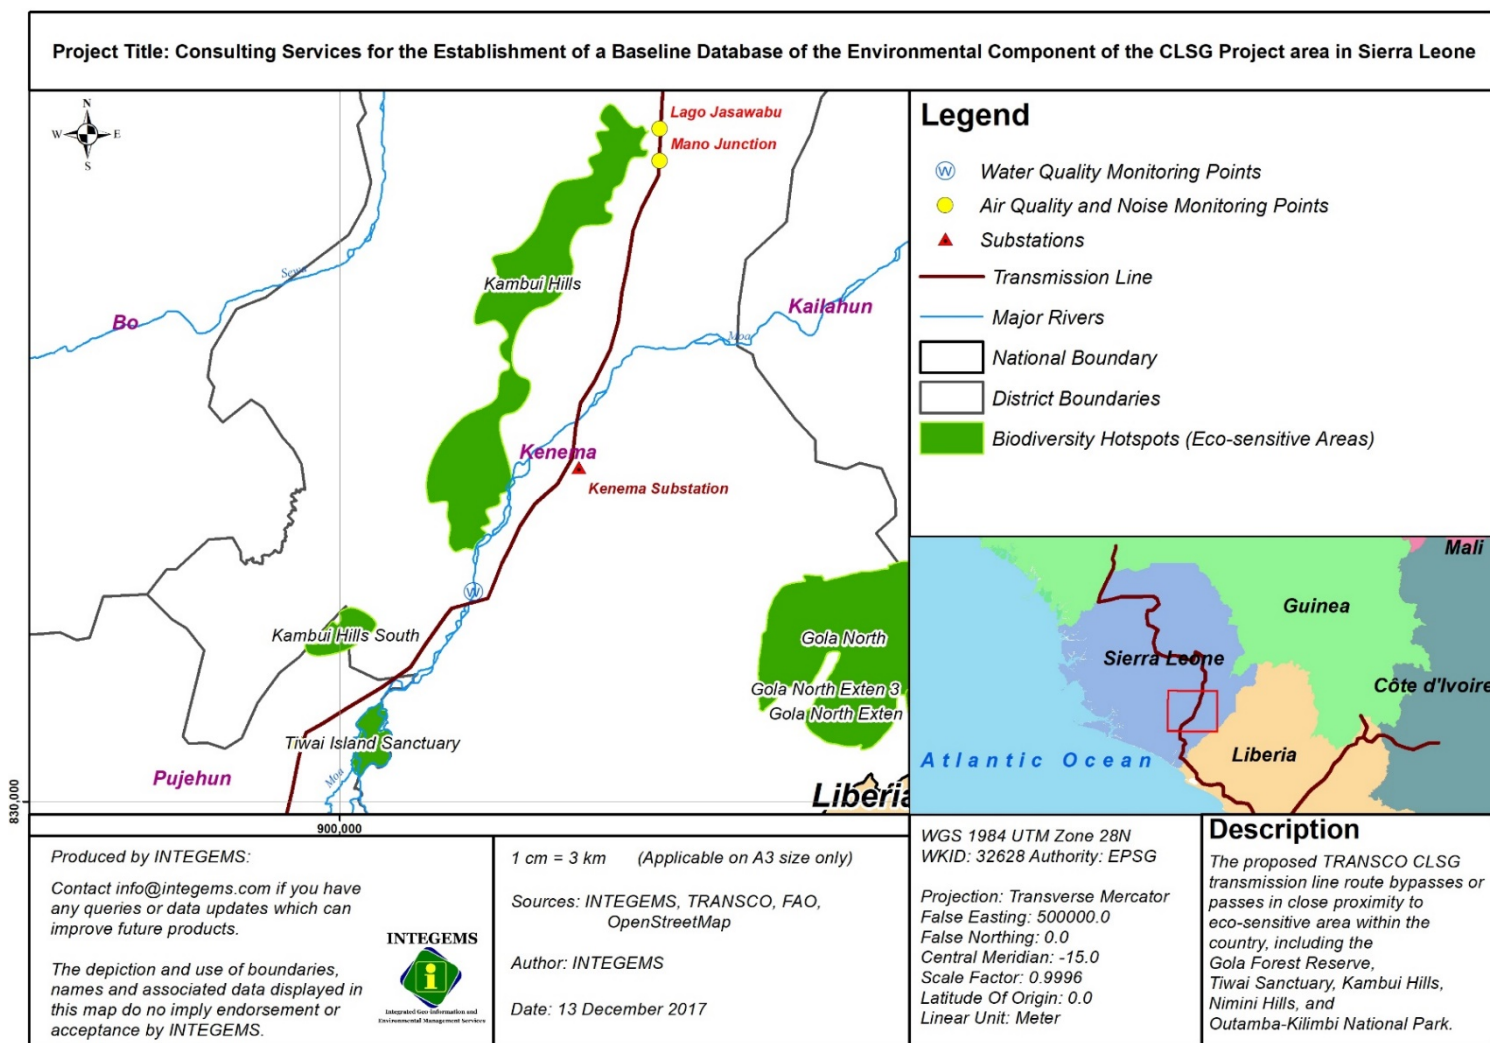 Project Title: Consulting Services for the Establishment of a Baseline Database of the Environmental Component of the CLSG Project area in Sierra Leone
N
W
E
S
Lago Jasawabu
Mano Junction
Sewa
Kambui Hills
Bo
Kailahun
Moa
Kenema
Kenema Substation
W
Kambui Hills South
Gola North
Gola North Exten 3
Gola North Exten
Tiwai Island Sanctuary
Moa
Pujehun
Liberia
830,000
900,000
Legend
W
Water Quality Monitoring Points
Air Quality and Noise Monitoring Points
Substations
Transmission Line
Major Rivers
National Boundary
District Boundaries
Biodiversity Hotspots (Eco-sensitive Areas)
Mali
Guinea
Sierra Leone
Côte d'Ivoire
Liberia
Atlantic Ocean
Produced by INTEGEMS:
Contact info@integems.com if you have
any queries or data updates which can
improve future products.
The depiction and use of boundaries,
names and associated data displayed in
this map do no imply endorsement or
acceptance by INTEGEMS.
INTEGEMS
i
Integrated Geo-information and
Environmental Management Services
1 cm = 3 km (Applicable on A3 size only)
Sources: INTEGEMS, TRANSCO, FAO,
OpenStreetMap
Author: INTEGEMS
Date: 13 December 2017
WGS 1984 UTM Zone 28N
WKID: 32628 Authority: EPSG
Projection: Transverse Mercator
False Easting: 500000.0
False Northing: 0.0
Central Meridian: -15.0
Scale Factor: 0.9996
Latitude Of Origin: 0.0
Linear Unit: Meter
Description
The proposed TRANSCO CLSG
transmission line route bypasses or
passes in close proximity to
eco-sensitive area within the
country, including the
Gola Forest Reserve,
Tiwai Sanctuary, Kambui Hills,
Nimini Hills, and
Outamba-Kilimbi National Park.